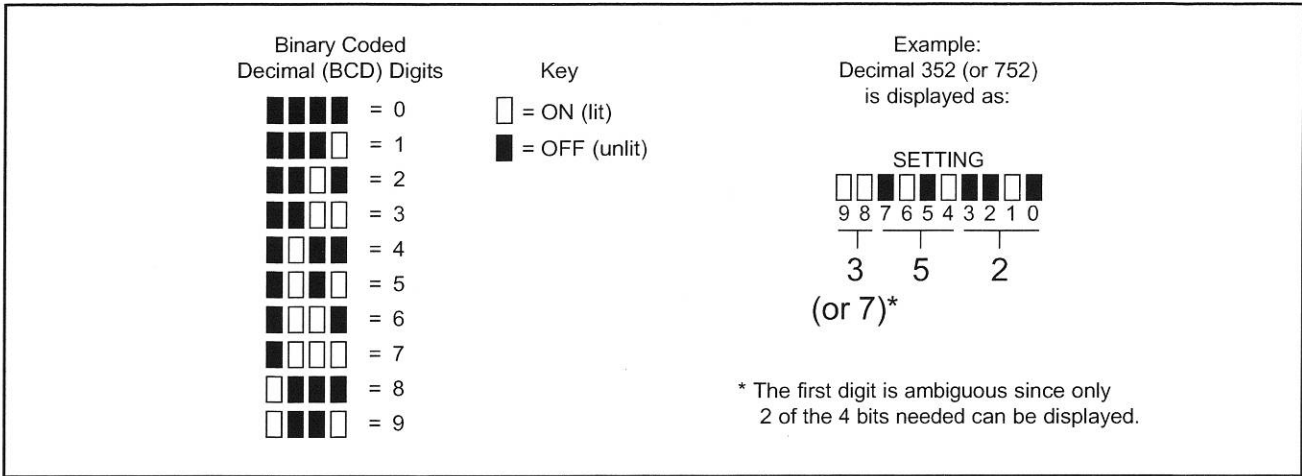 Binary Coded
Decimal (BCD) Digits
= 0
= 1
= 2
= 3
= 4
= 5
= 6
= 7
= 8
= 9
Key
= ON (lit)
= OFF (unlit)
Example:
Decimal 352 (or 752)
is displayed as:
SETTING
9 8 7 6 5 4 3 2 1 0
3 5 2
(or 7)*
* The first digit is ambiguous since only
2 of the 4 bits needed can be displayed.